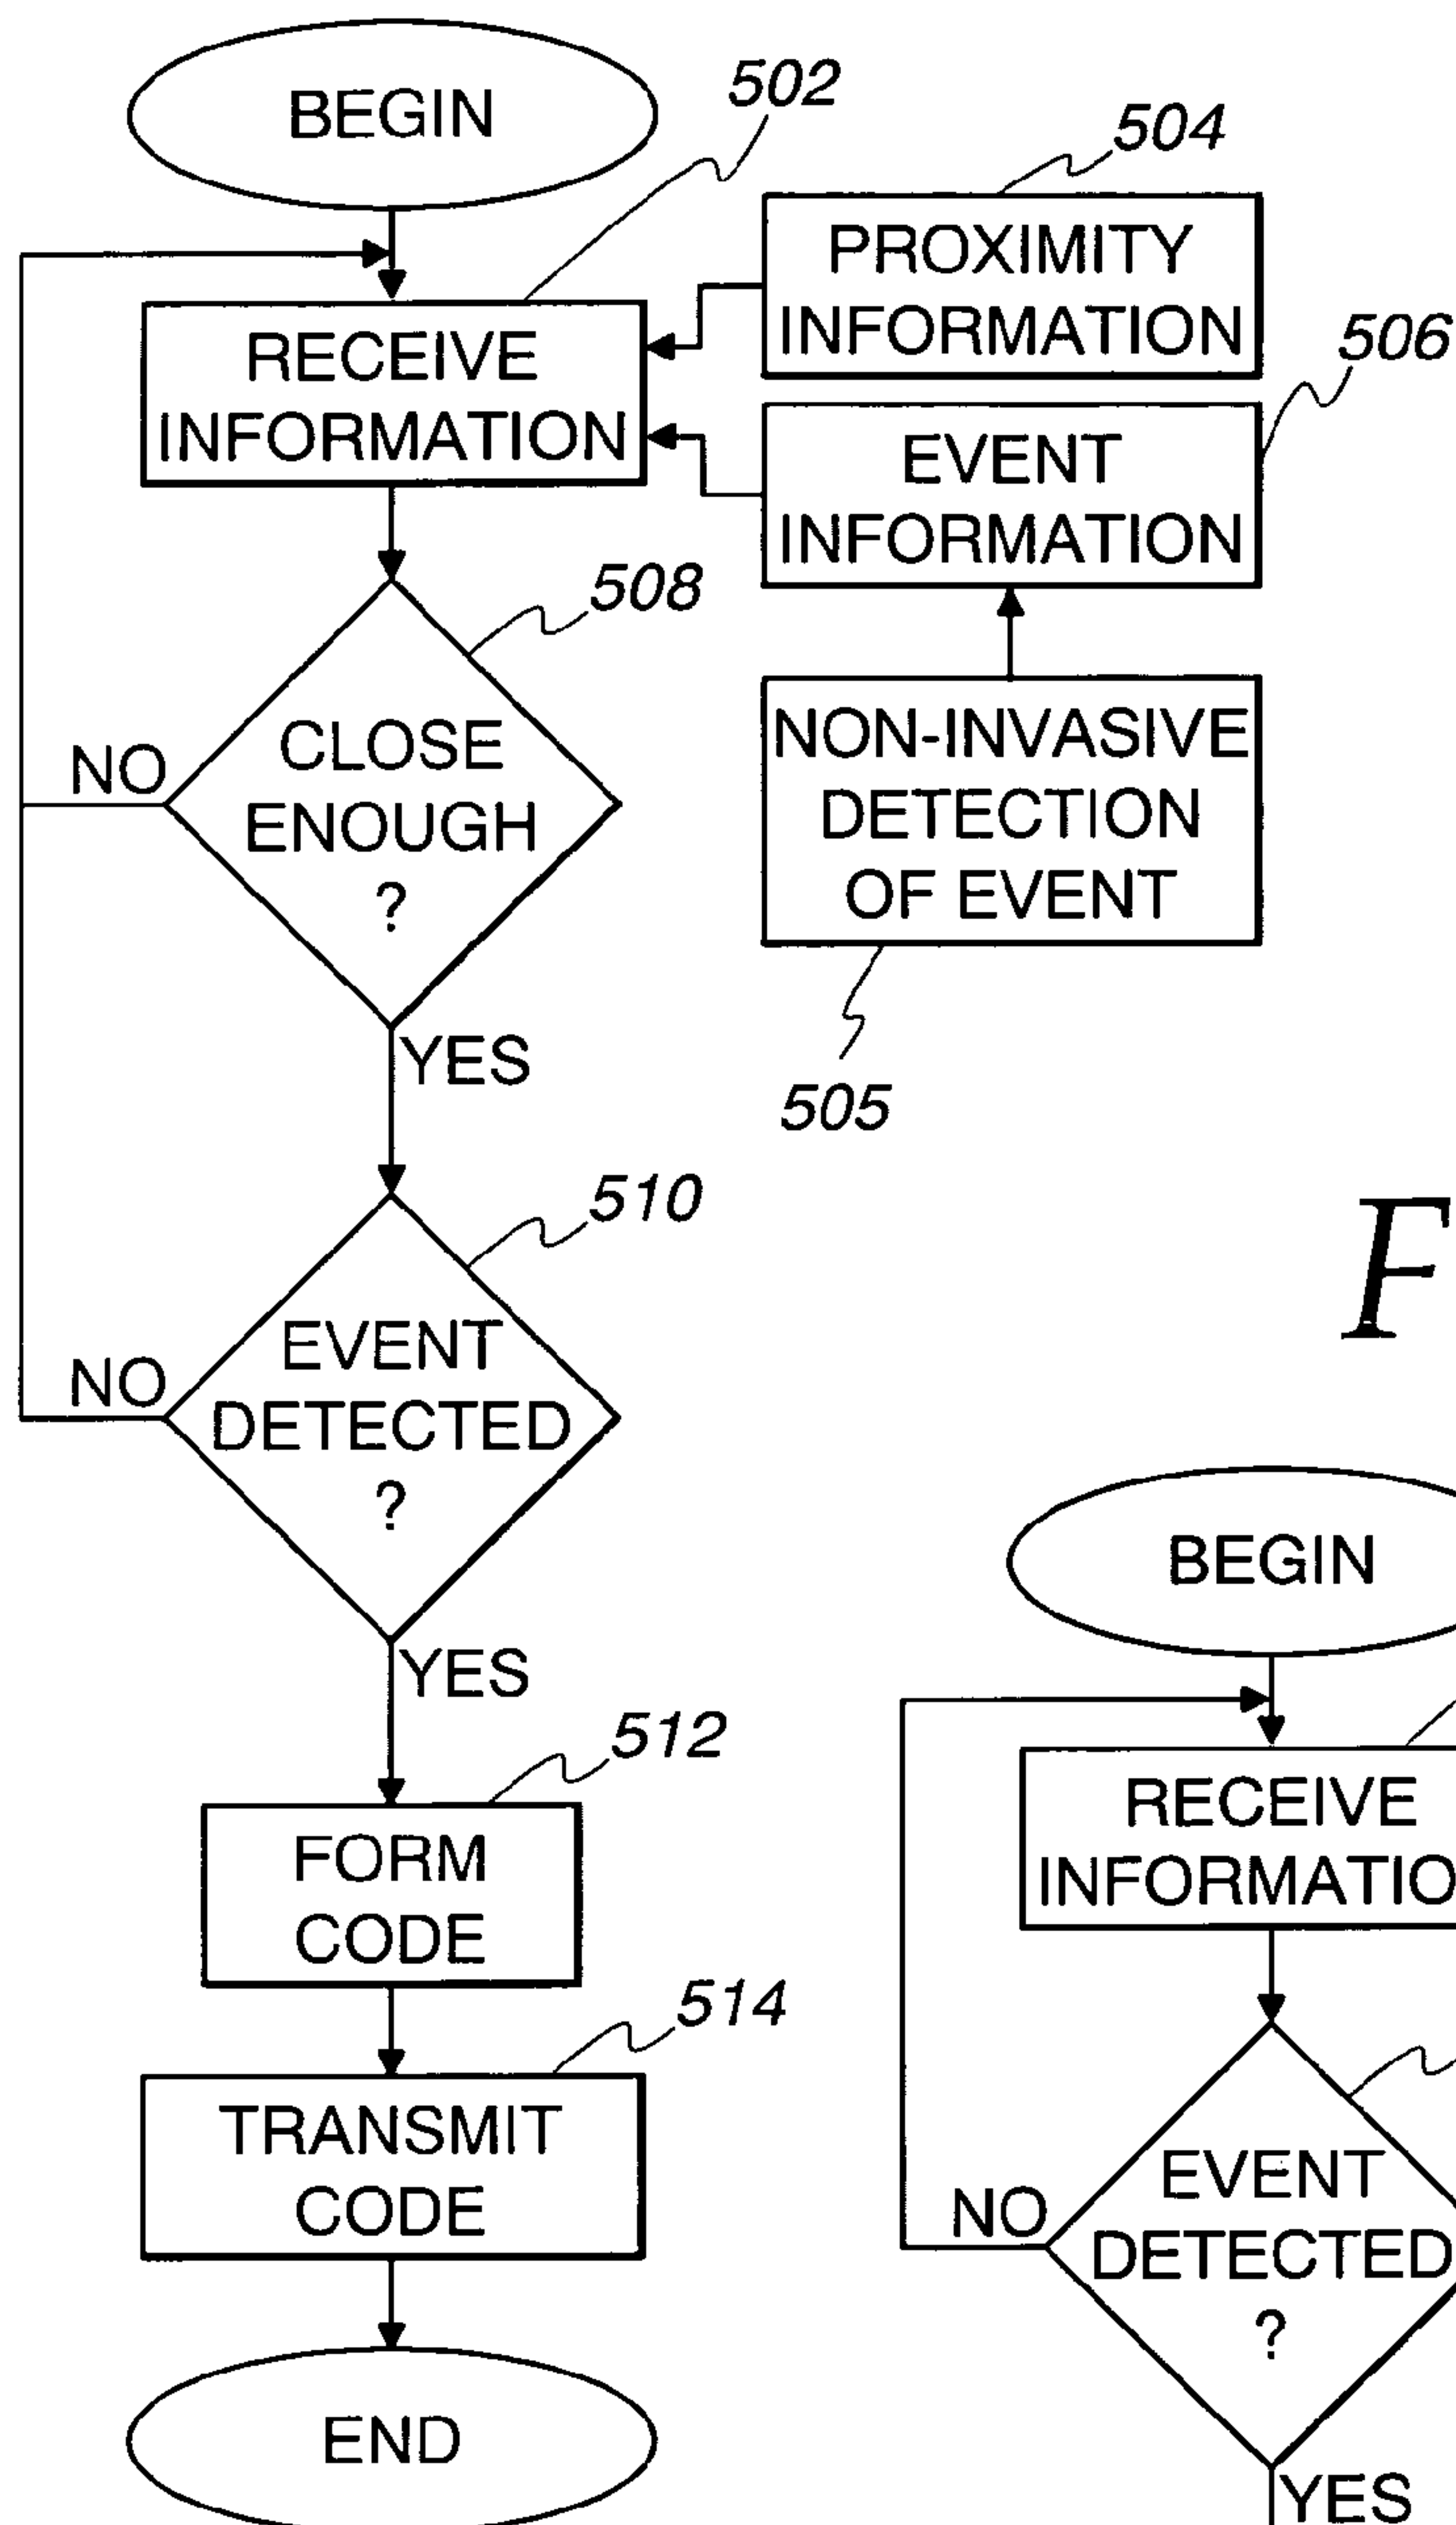 BEGIN
502
504
PROXIMITY
INFORMATION
506
RECEIVE
INFORMATION
EVENT
INFORMATION
508
NON-INVASIVE
DETECTION
OF EVENT
505
CLOSE
ENOUGH
?
NO
YES
510
EVENT
DETECTED
?
NO
YES
512
FORM
CODE
514
TRANSMIT
CODE
END
F
BEGIN
RECEIVE
INFORMATIO
EVENT
DETECTED
?
NO
YES